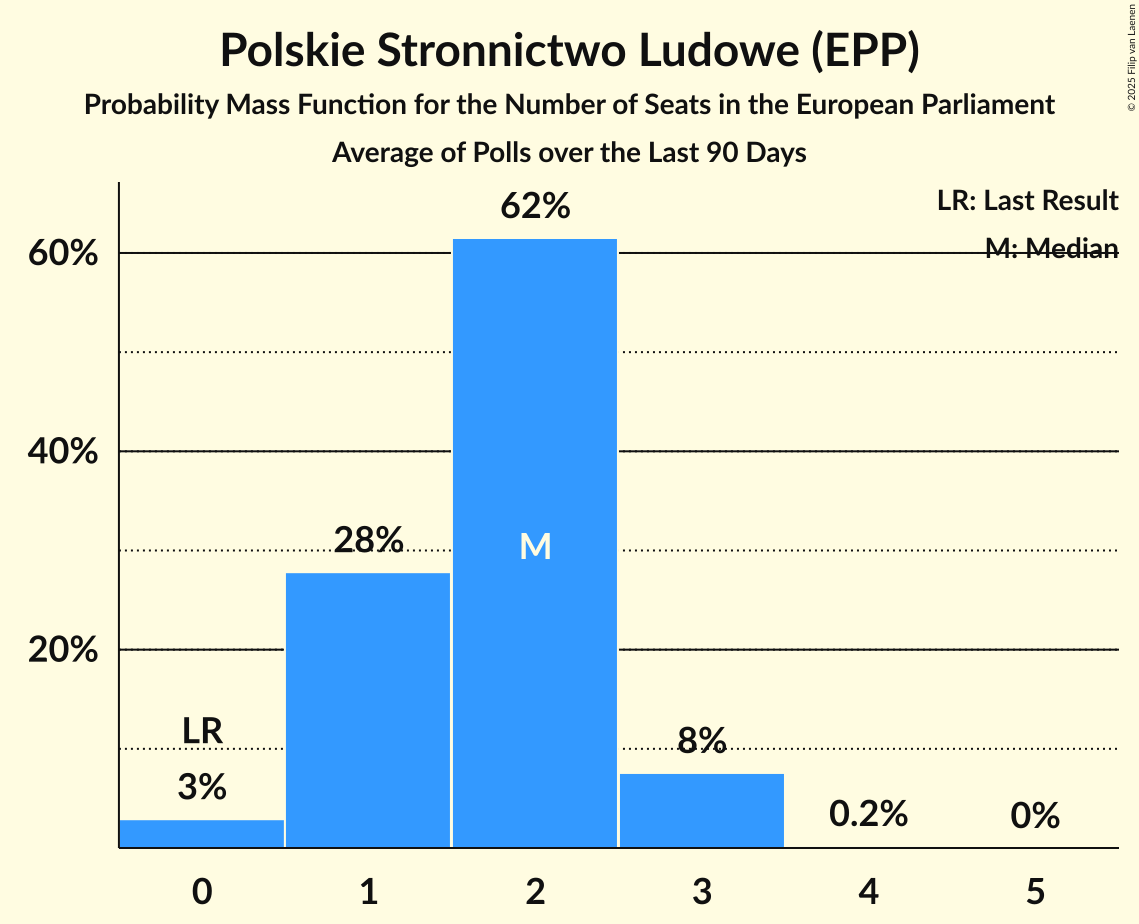 Polskie Stronnictwo Ludowe (EPP)
Probability Mass Function for the Number of Seats in the European Parliament
Average of Polls over the Last 90 Days
© 2025 Filip van Laenen
LR: Last Result
M: Median
62%
60%
40%
28%
M
20%
LR
3%
8%
0.2%
0%
0 1 2 3 4 5